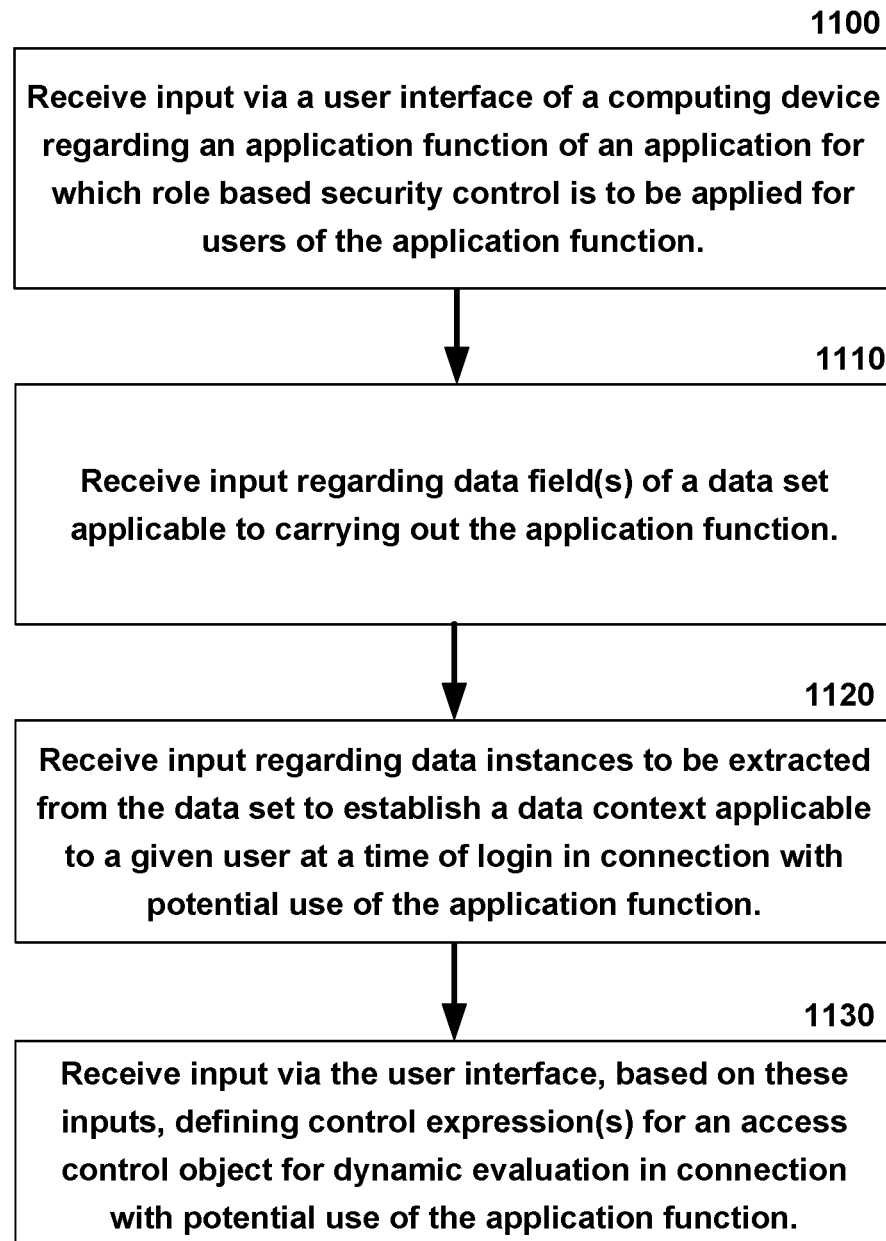 1100
Receive input via a user interface of a computing device
regarding an application function of an application for
which role based security control is to be applied for
users of the application function.
1110
Receive input regarding data field(s) of a data set
applicable to carrying out the application function.
1120
Receive input regarding data instances to be extracted
from the data set to establish a data context applicable
to a given user at a time of login in connection with
potential use of the application function.
1130
Receive input via the user interface, based on these
inputs, defining control expression(s) for an access
control object for dynamic evaluation in connection
with potential use of the application function.